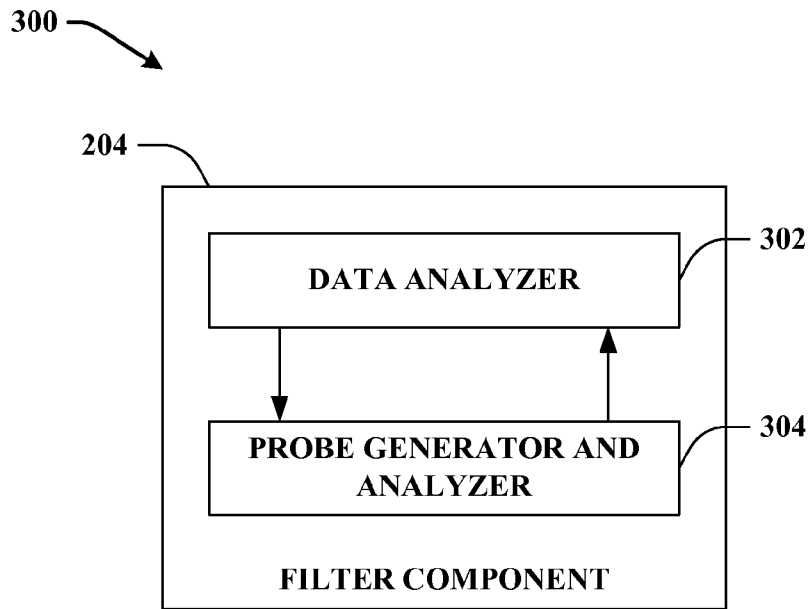 300
204
302
DATA ANALYZER
304
PROBE GENERATOR AND
ANALYZER
FILTER COMPONENT